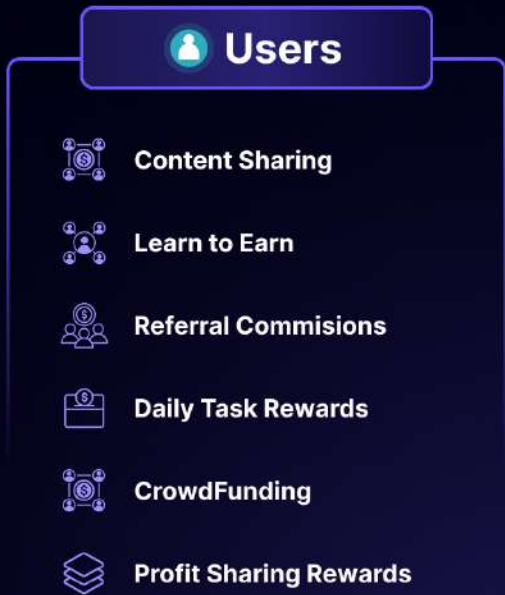 Users
Content Sharing
Learn to Earn
Referral Commisions
Daily Task Rewards
CrowdFunding
Profit Sharing Rewards